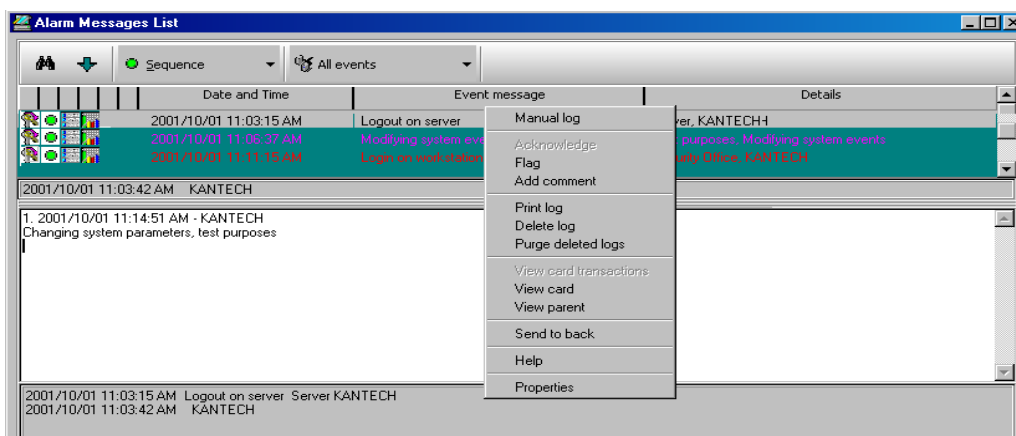 Alarm Messages List
Sequence All events
Date and Time Event message Details
2001/10/01 11:03:15 AM Logout on server ver, KANTECH-I
2001/10/01 11:06:37 AM Modifying system eve purposes, Modifying system events
2001/10/01 11:11:15 AM Login on workstation urity Office, KANTECH
2001/10/01 11:03:42 AM KANTECH
1. 2001/10/01 11:14:51 AM - KANTECH
Changing system parameters, test purposes
Manual log
Acknowledge
Flag
Add comment
Print log
Delete log
Purge deleted logs
View card transactions
View card
View parent
Send to back
Help
Properties
2001/10/01 11:03:15 AM Logout on server Server KANTECH
2001/10/01 11:03:42 AM KANTECH